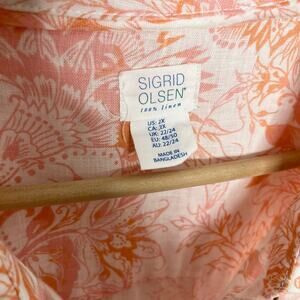 SIGRID
OLSEN®
100% linen
US: 2X
CA: 3X
UK: 22/24
EU: 48/50
AU: 22/24
MADE IN
BANGLADESH